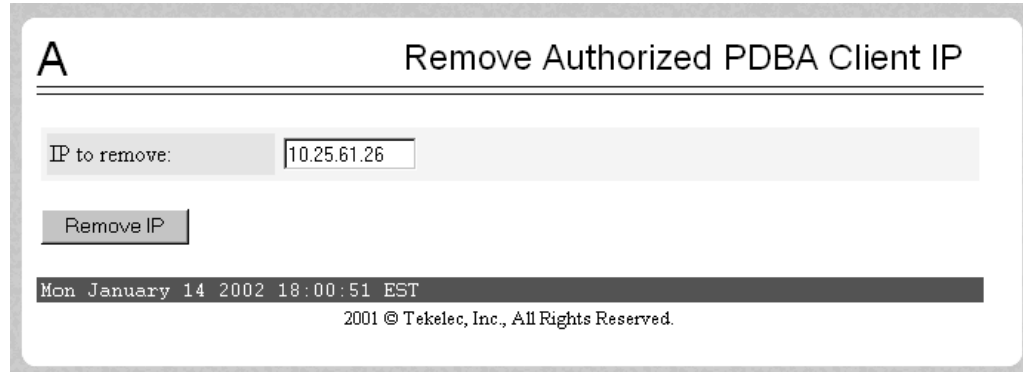 A
Remove Authorized PDBA Client IP
IP to remove: 10.25.61.26
Remove IP
Mon January 14 2002 18:00:51 EST
2001 © Tekelec, Inc., All Rights Reserved.